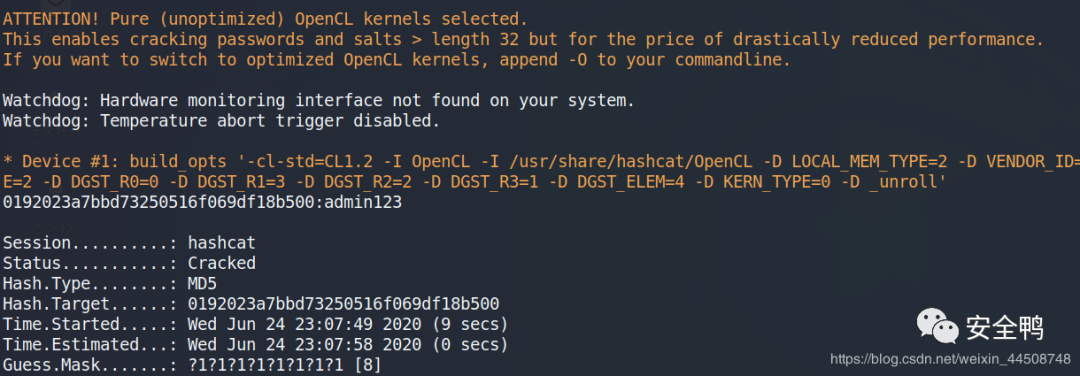 ATTENTION! Pure (unoptimized) OpenCL kernels selected.
This enables cracking passwords and salts > length 32 but for the price of drastically reduced performance.
If you want to switch to optimized OpenCL kernels, append -O to your commandline.
Watchdog: Hardware monitoring interface not found on your system.
Watchdog: Temperature abort trigger disabled.
* Device #1: build_opts '-cl-std=CL1.2 -I OpenCL -I /usr/share/hashcat/OpenCL -D LOCAL_MEM_TYPE=2 -D VENDOR_ID=
E=2 -D DGST_R0=0 -D DGST_R1=3 -D DGST_R2=2 -D DGST_R3=1 -D DGST_ELEM=4 -D KERN_TYPE=0 -D _unroll'
0192023a7bbd73250516f069df18b500:admin123
Session..........: hashcat
Status...........: Cracked
Hash.Type........: MD5
Hash.Target......: 0192023a7bbd73250516f069df18b500
Time.Started.....: Wed Jun 24 23:07:49 2020 (9 secs)
Time.Estimated...: Wed Jun 24 23:07:58 2020 (0 secs)
Guess.Mask.......: ?1?1?1?1?1?1?1?1 [8]
安全鸭
https://blog.csdn.net/weixin_44508748